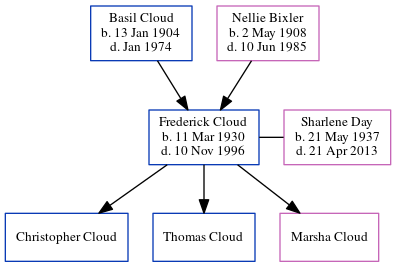 Basil Cloud
b. 13 Jan 1904
d. Jan 1974
Nellie Bixler
b. 2 May 1908
d. 10 Jun 1985
Frederick Cloud
b. 11 Mar 1930
d. 10 Nov 1996
Sharlene Day
b. 21 May 1937
d. 21 Apr 2013
Christopher Cloud
Thomas Cloud
Marsha Cloud